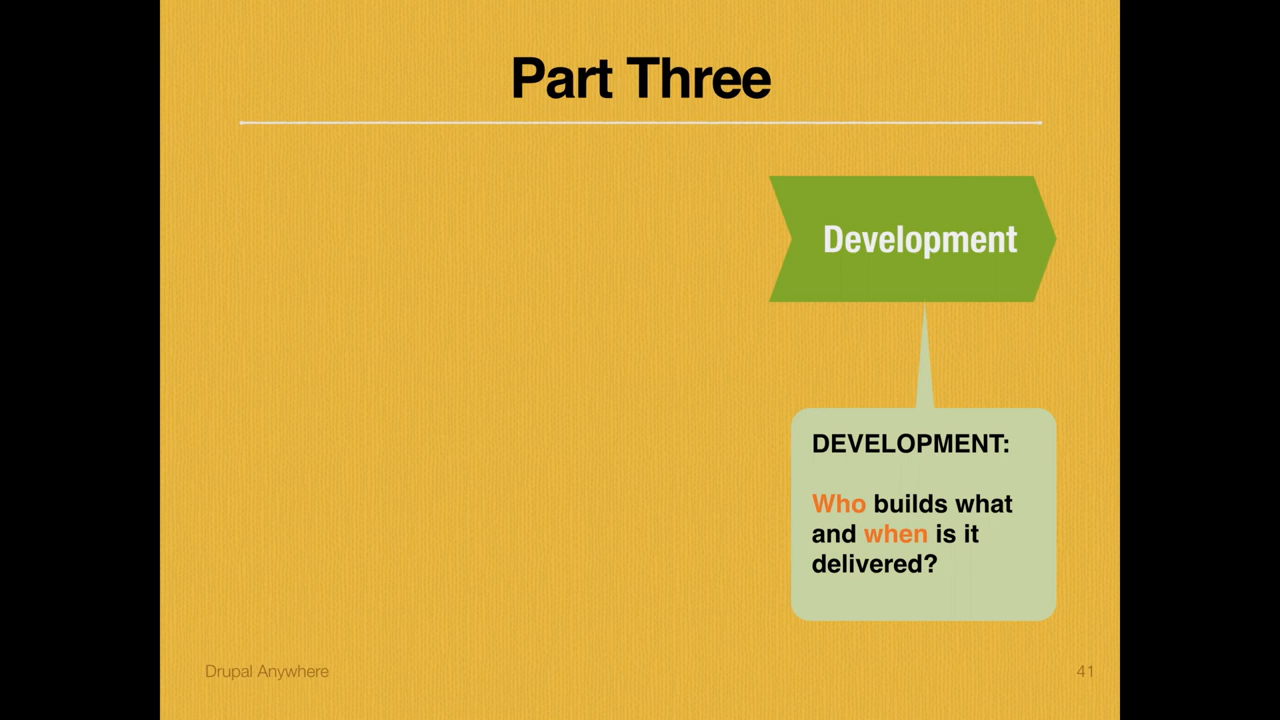 Part Three
Development
DEVELOPMENT:
Who builds what
and when is it
delivered?
Drupal Anywhere
41